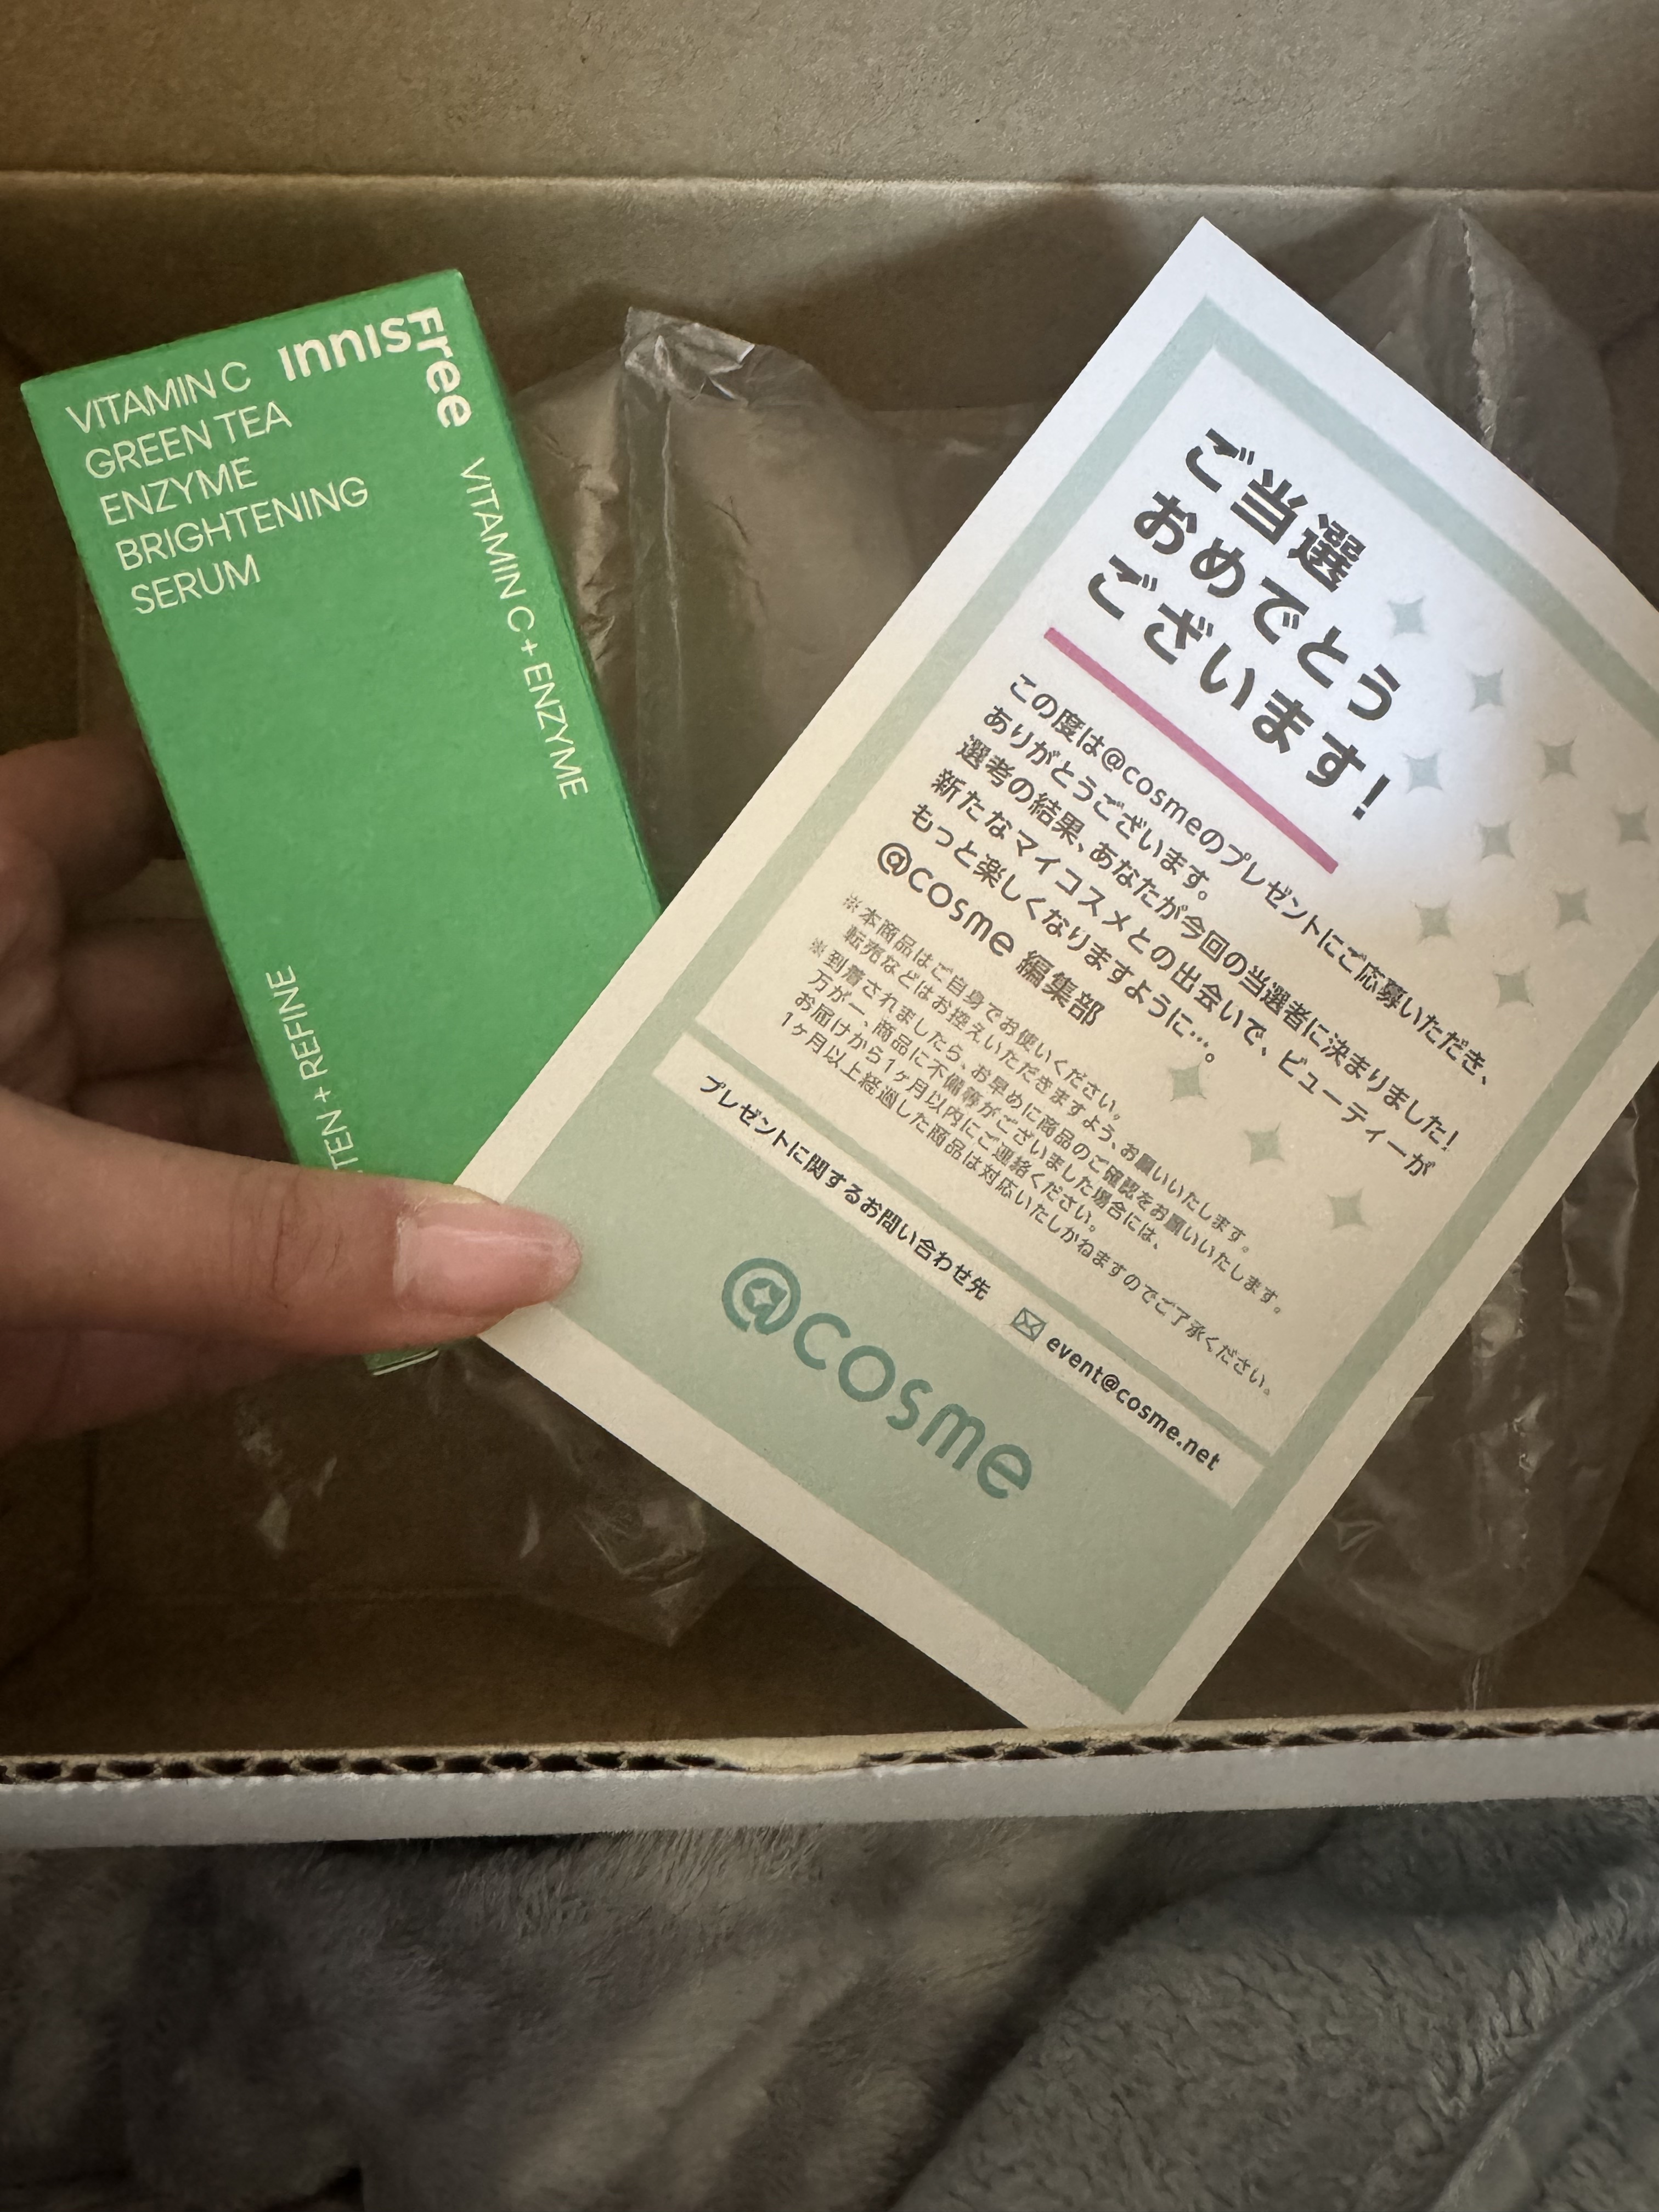 innisFree
VITAMIN C
GREEN TEA
ENZYME
BRIGHTENING
SERUM
VITAMIN C + ENZYME
TEN + REFINE
ご当選
おめでとう
ございます!
この度は@cosmeのプレゼントにご応募いただき、
ありがとうございます。
選考の結果、あなたが今回の当選者に決まりました!
新たなマイコスメとの出会いで、ビューティーが
もっと楽しくなりますように…。
@cosme 編集部
※本商品はご自身でお使いください。
転売などはお控えいただきますよう、お願いいたします。
※到着されましたら、お早めに商品のご確認をお願いいたします。
万が一、商品に不備等がございました場合には、
お届けから1ヶ月以内にご連絡ください。
1ヶ月以上経過した商品は対応いたしかねますのでご了承ください。
プレゼントに関するお問い合わせ先 event@cosme.net
@cosme